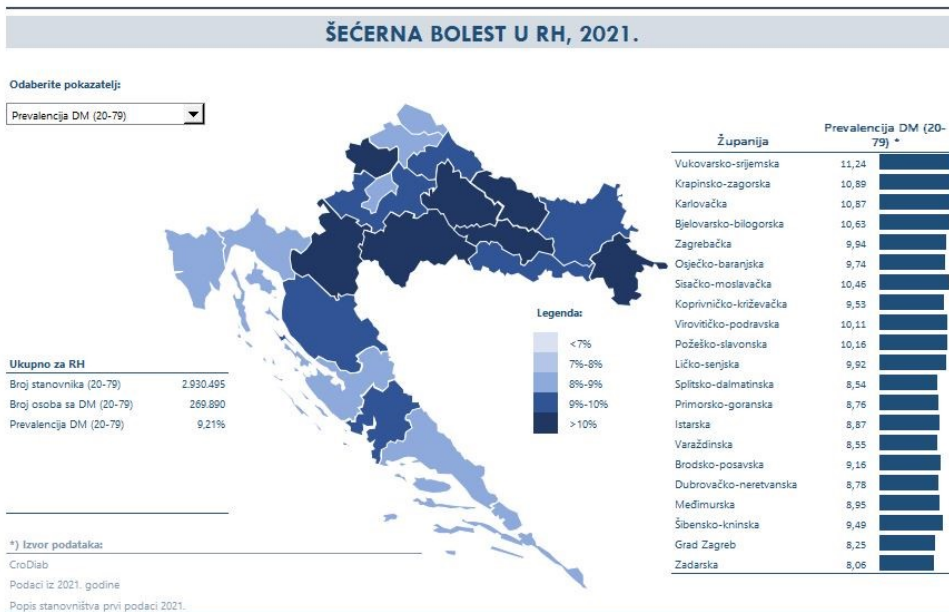 ŠEĆERNA BOLEST U RH, 2021.
Odaberite pokazatelj:
Prevalencija DM (20-79)
Ukupno za RH
Broj stanovnika (20-79) 2.930.495
Broj osoba sa DM (20-79) 269.890
Prevalencija DM (20-79) 9,21%
*) Izvor podataka:
CroDiab
Podaci iz 2021. godine
Popis stanovništva prvi podaci 2021.
Legenda:
<7%
7%-8%
8%-9%
9%-10%
>10%
Županija Prevalencija DM (20-
79) *
Vukovarsko-srijemska 11,24
Krapinsko-zagorska 10,89
Karlovačka 10,87
Bjelovarsko-bilogorska 10,63
Zagrebačka 9,94
Osječko-baranjska 9,74
Sisačko-moslavačka 10,46
Koprivničko-križevačka 9,53
Virovitičko-podravska 10,11
Požeško-slavonska 10,16
Ličko-senjska 9,92
Splitsko-dalmatinska 8,54
Primorsko-goranska 8,76
Istarska 8,87
Varaždinska 8,55
Brodsko-posavska 9,16
Dubrovačko-neretvanska 8,78
Međimurska 8,95
Šibensko-kninska 9,49
Grad Zagreb 8,25
Zadarska 8,06